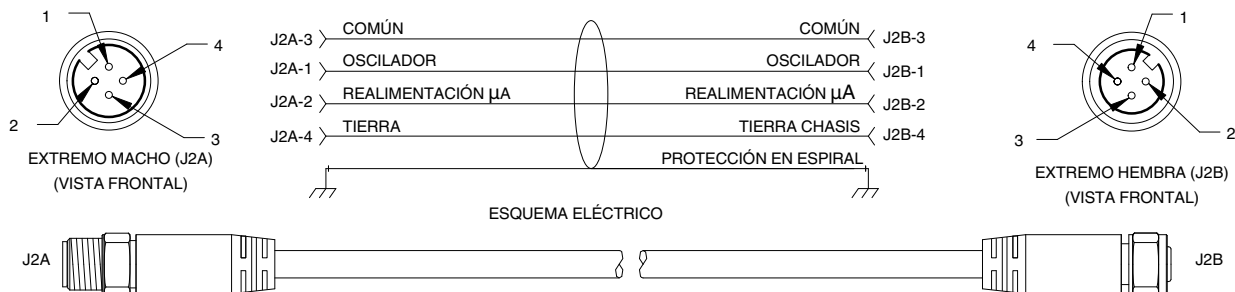 1
4
2
3
EXTREMO MACHO (J2A)
(VISTA FRONTAL)
J2A-3 COMÚN COMÚN J2B-3
J2A-1 OSCILADOR OSCILADOR J2B-1
J2A-2 REALIMENTACIÓN µA REALIMENTACIÓN µA J2B-2
J2A-4 TIERRA TIERRA CHASIS J2B-4
PROTECCIÓN EN ESPIRAL
ESQUEMA ELÉCTRICO
1
4
2
3
EXTREMO HEMBRA (J2B)
(VISTA FRONTAL)
J2A
J2B